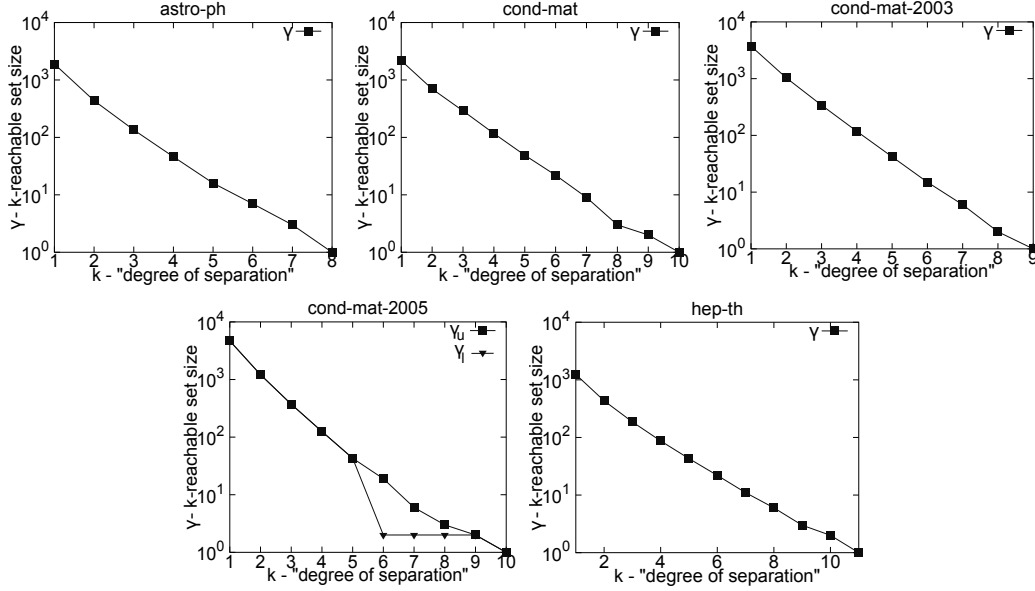 astro-ph
γ
10^4
10^3
10^2
10^1
10^0
γ - k-reachable set size
1 2 3 4 5 6 7 8
k - "degree of separation"
cond-mat
γ
10^4
10^3
10^2
10^1
10^0
γ - k-reachable set size
1 2 3 4 5 6 7 8 9 10
k - "degree of separation"
cond-mat-2003
γ
10^4
10^3
10^2
10^1
10^0
γ - k-reachable set size
1 2 3 4 5 6 7 8 9
k - "degree of separation"
cond-mat-2005
γ_u
γ_l
10^4
10^3
10^2
10^1
10^0
γ - k-reachable set size
1 2 3 4 5 6 7 8 9 10
k - "degree of separation"
hep-th
γ
10^4
10^3
10^2
10^1
10^0
γ - k-reachable set size
2 4 6 8 10
k - "degree of separation"